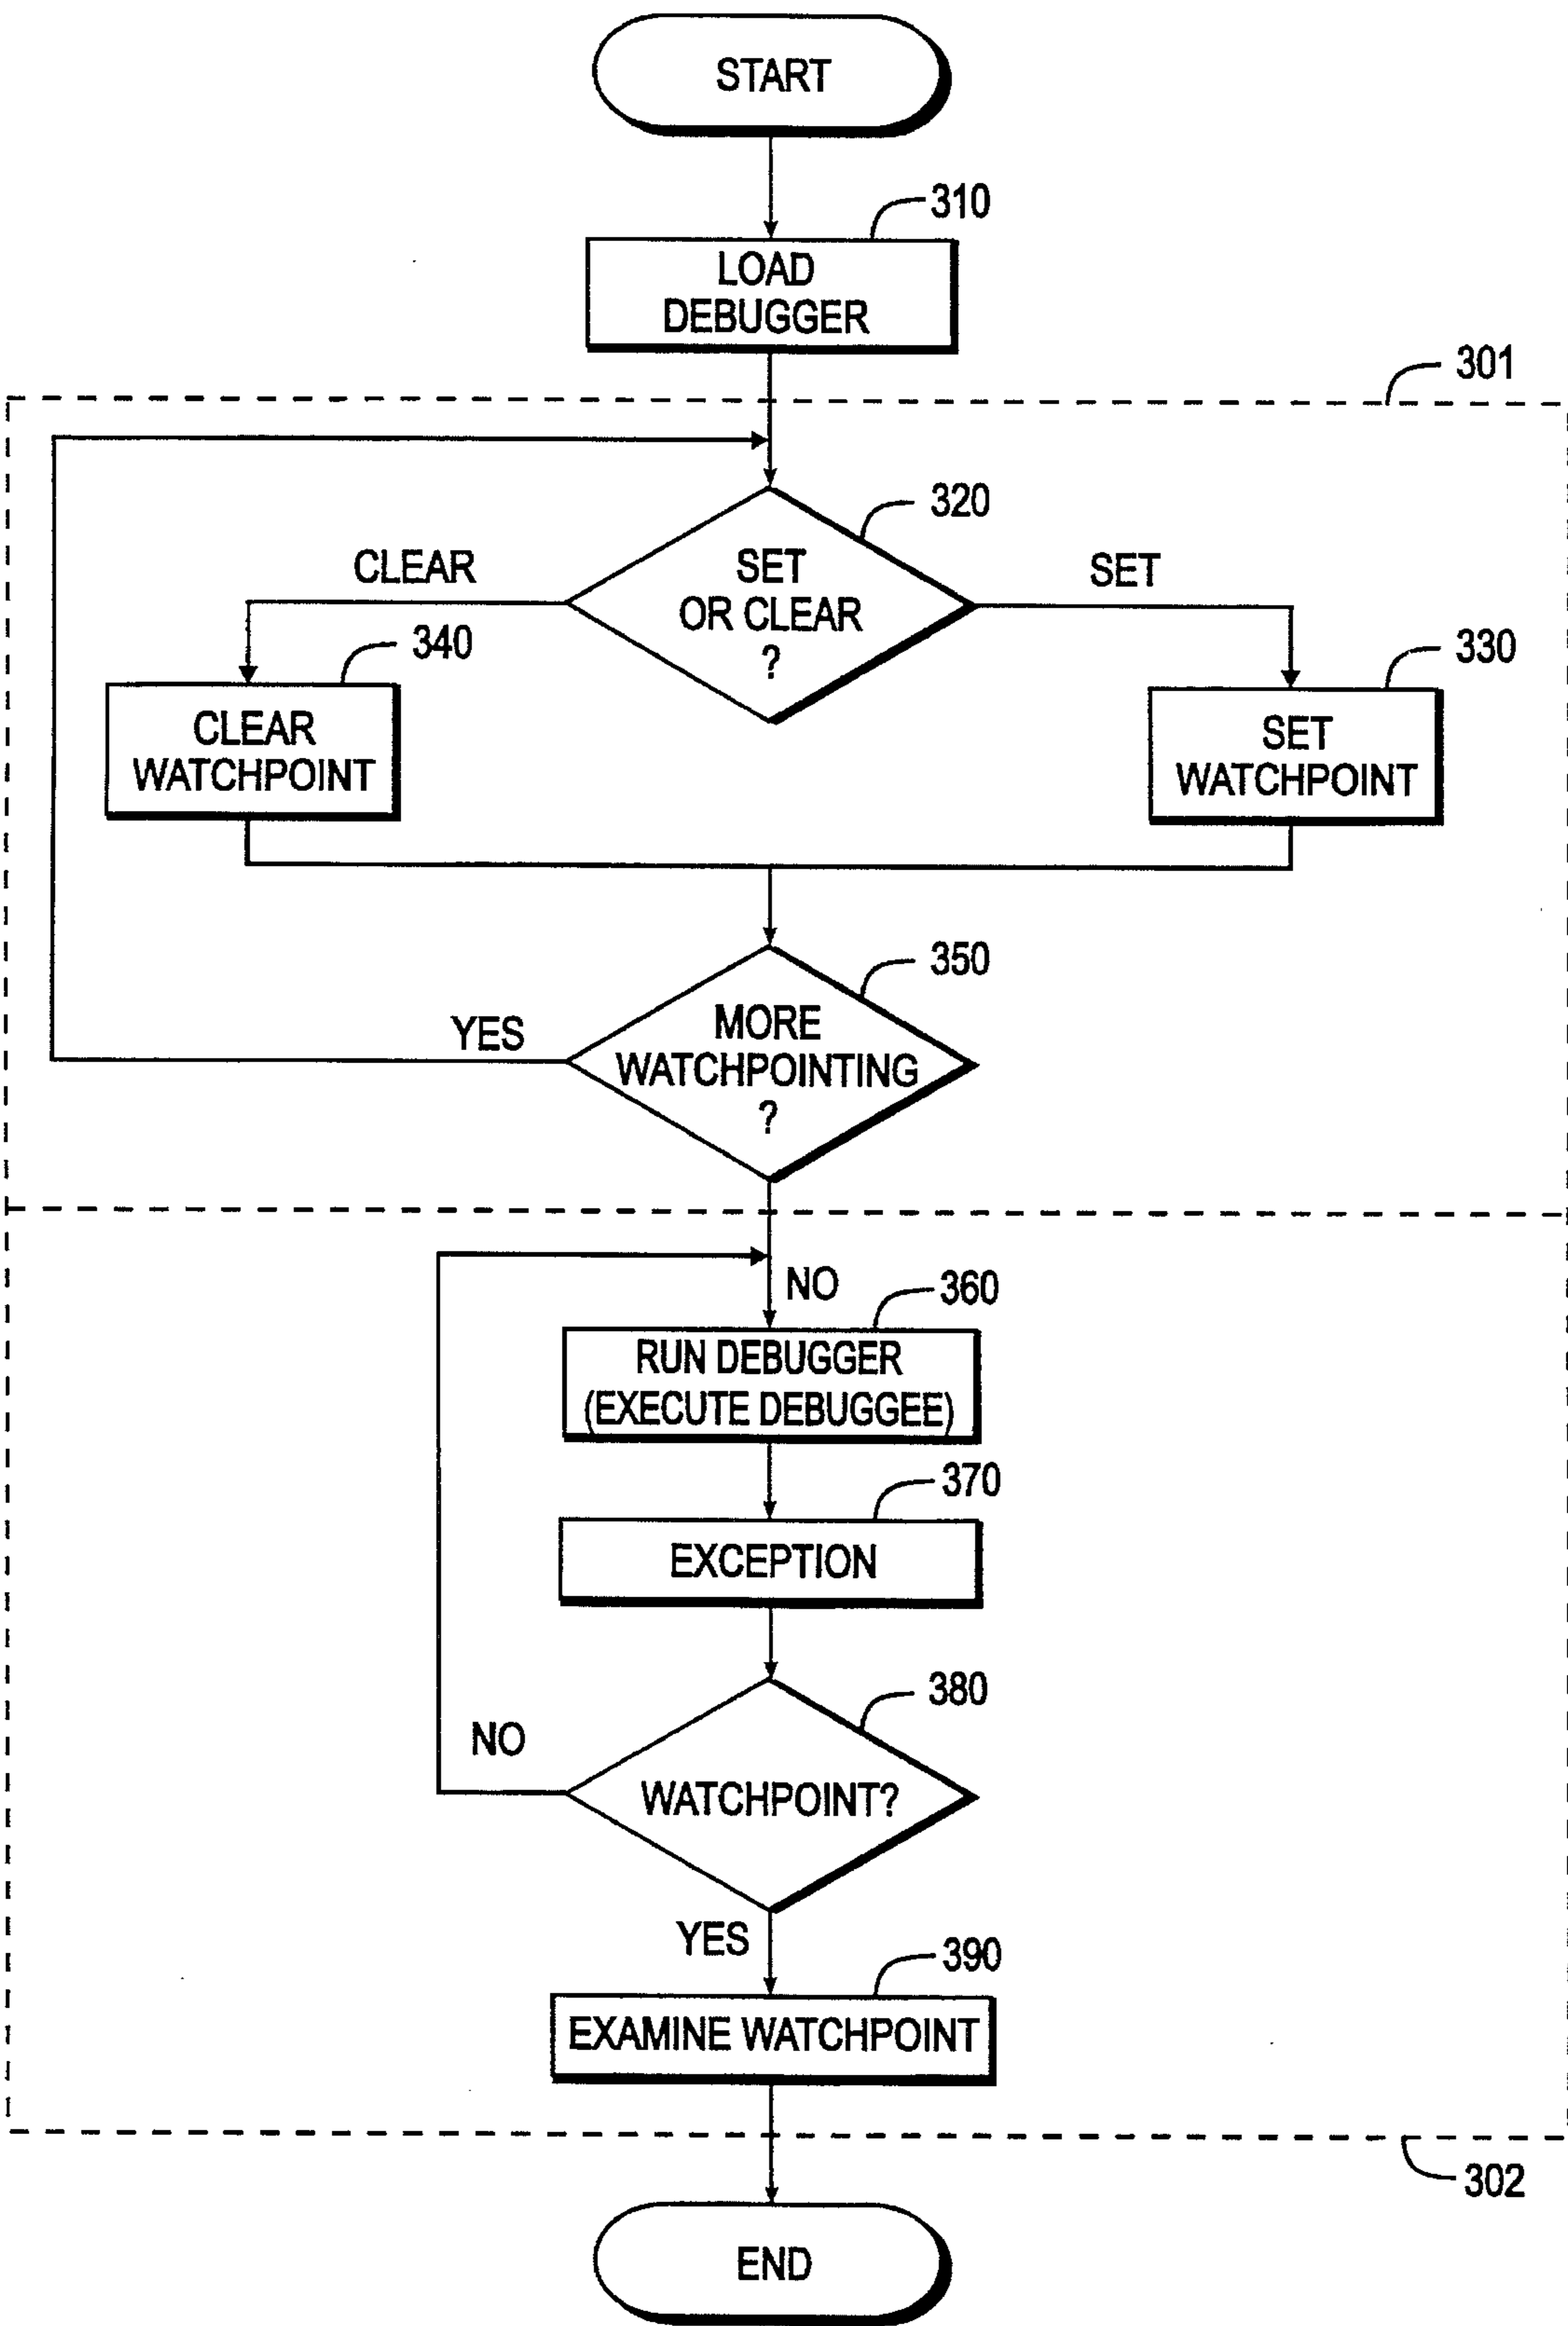 START
310
LOAD
DEBUGGER
301
320
CLEAR
SET
OR CLEAR
?
SET
340
330
CLEAR
WATCHPOINT
SET
WATCHPOINT
350
YES
MORE
WATCHPOINTING
?
NO
360
RUN DEBUGGER
(EXECUTE DEBUGGEE)
370
EXCEPTION
380
NO
WATCHPOINT?
YES
390
EXAMINE WATCHPOINT
302
END